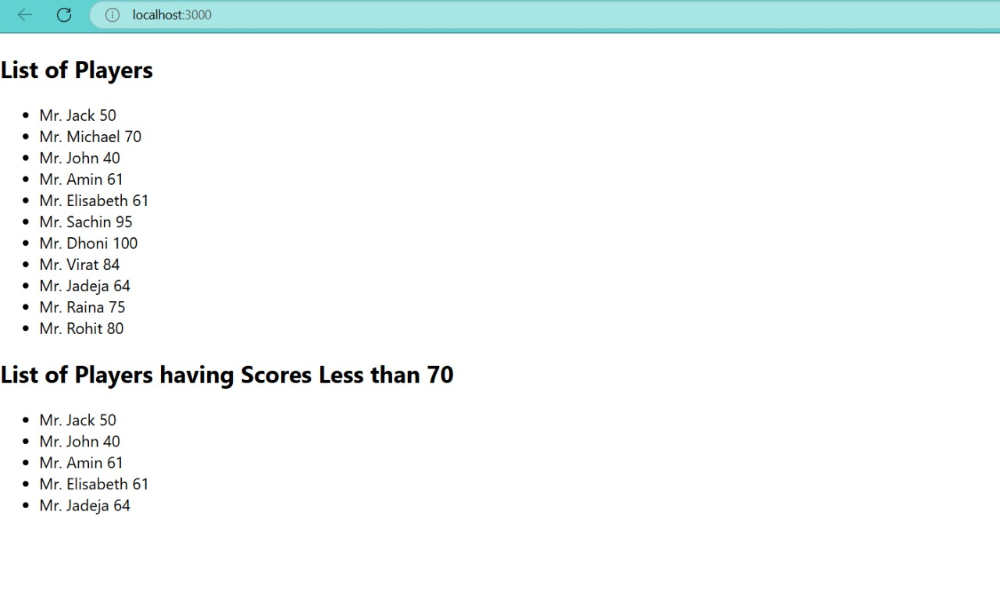 localhost:3000
List of Players
Mr. Jack 50
Mr. Michael 70
Mr. John 40
Mr. Amin 61
Mr. Elisabeth 61
Mr. Sachin 95
Mr. Dhoni 100
Mr. Virat 84
Mr. Jadeja 64
Mr. Raina 75
Mr. Rohit 80
List of Players having Scores Less than 70
Mr. Jack 50
Mr. John 40
Mr. Amin 61
Mr. Elisabeth 61
Mr. Jadeja 64